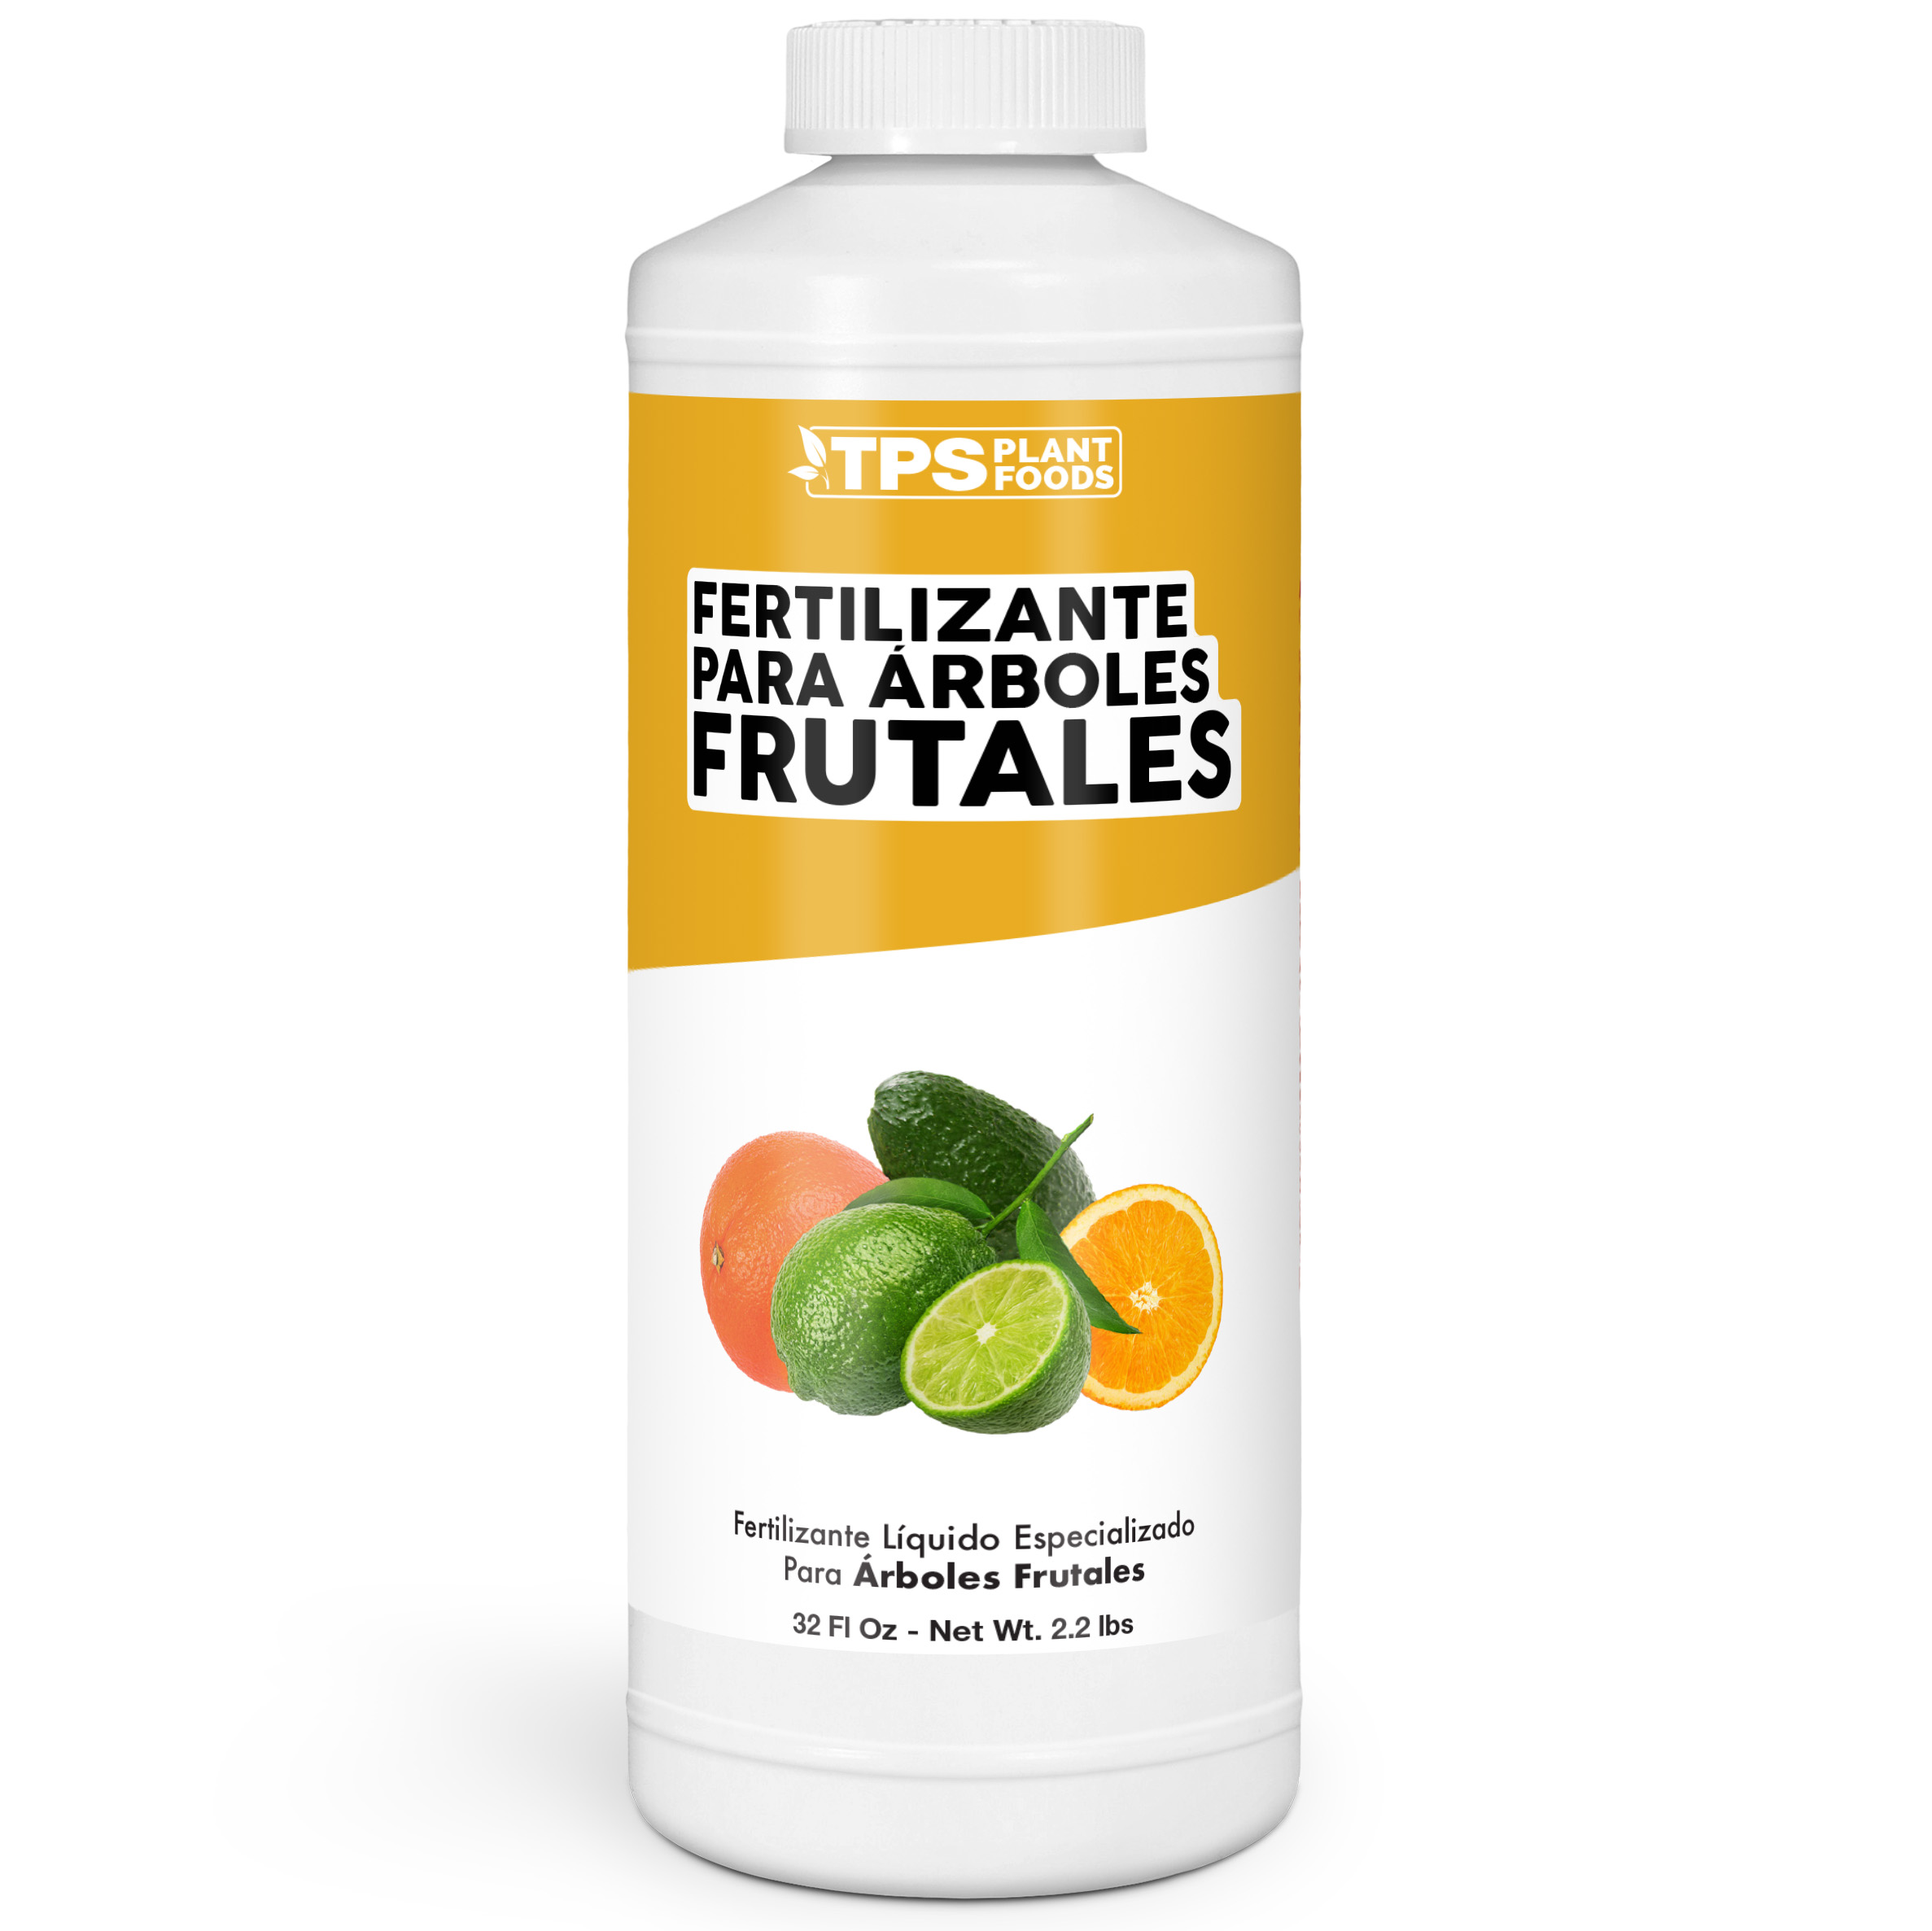 TPS PLANT FOODS
FERTILIZANTE
PARA ÁRBOLES
FRUTALES
Fertilizante Líquido Especializado
Para Árboles Frutales
32 Fl Oz - Net Wt. 2.2 lbs